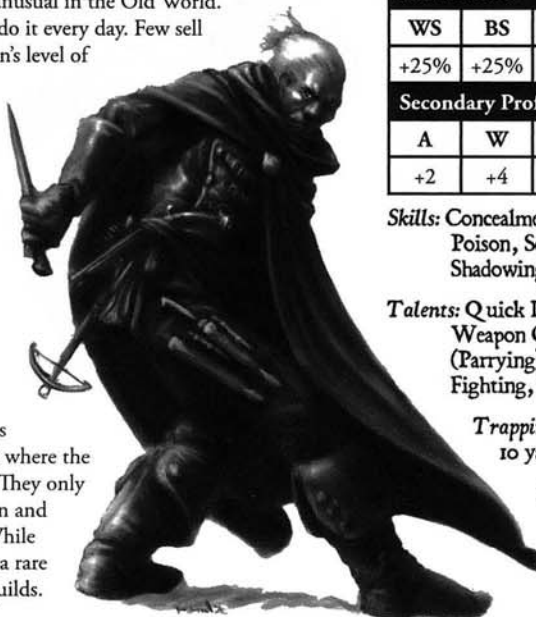 unusual in the Old World.
do it every day. Few sell
n's level of
s
where the
They only
n and
While
a rare
uilds.
WS BS
+25% +25%
Secondary Prof
A W
+2 +4
Skills: Concealme
Poison, Se
Shadowing
Talents: Quick
Weapon
(Parrying)
Fighting,
Trappi
10 ya